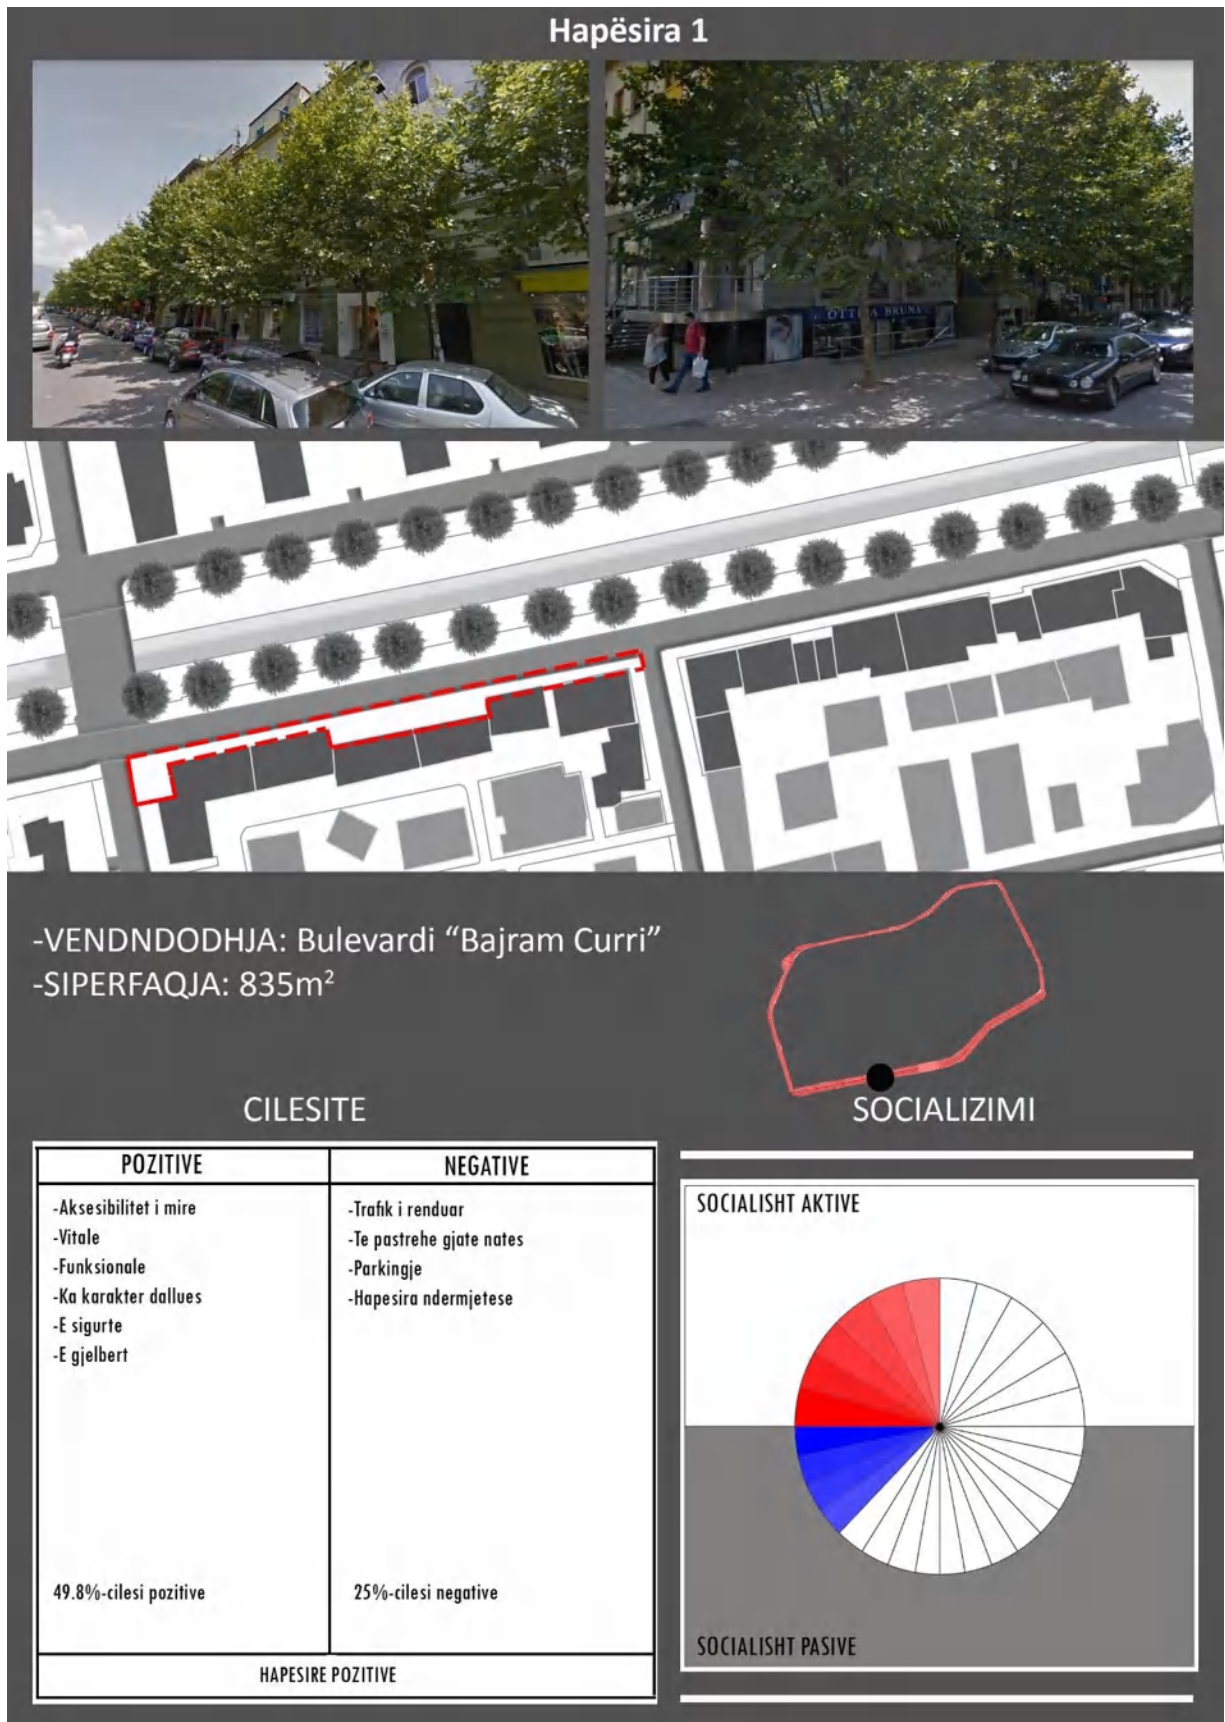 Hapësira 1
OTTICA BRUNA
-VENDNDODHJA: Bulevardi “Bajram Curri”
-SIPERFAQJA: 835m²
CILESITE
SOCIALIZIMI
POZITIVE
NEGATIVE
-Aksesibilitet i mire
-Vitale
-Funksionale
-Ka karakter dallues
-E sigurte
-E gjelbert
-Trafik i renduar
-Te pastrehe gjate nates
-Parkingje
-Hapesira ndermjetese
49.8%-cilesi pozitive
25%-cilesi negative
HAPESIRE POZITIVE
SOCIALISHT AKTIVE
SOCIALISHT PASIVE